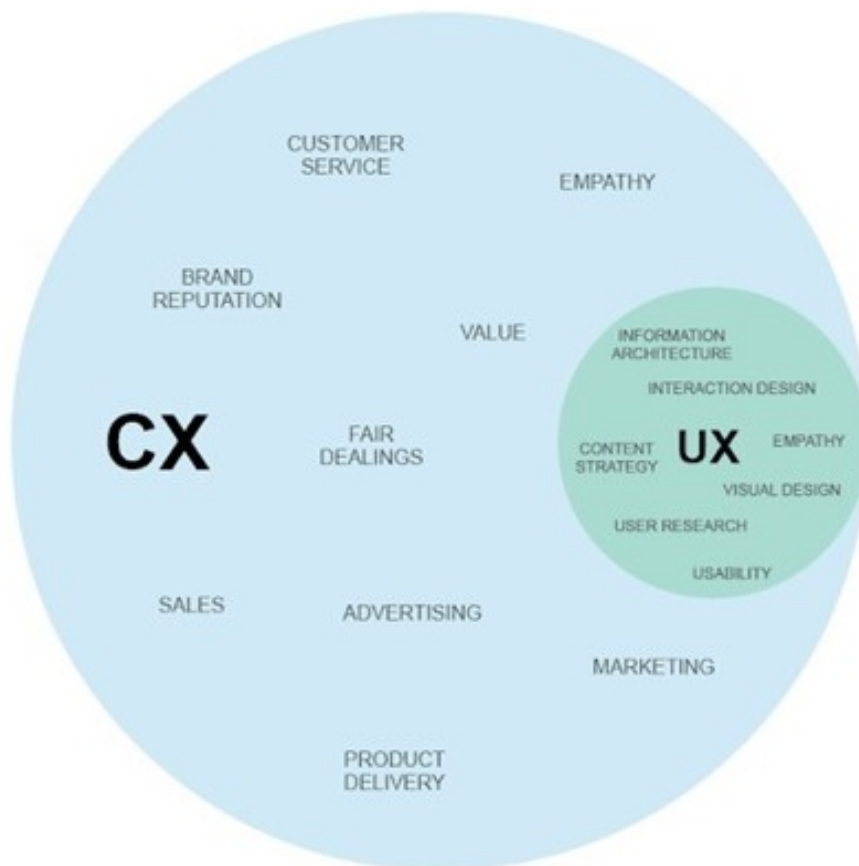 CUSTOMER
SERVICE
EMPATHY
BRAND
REPUTATION
VALUE
INFORMATION
ARCHITECTURE
INTERACTION DESIGN
CX
FAIR
DEALINGS
CONTENT
STRATEGY
UX
EMPATHY
VISUAL DESIGN
USER RESEARCH
USABILITY
SALES
ADVERTISING
MARKETING
PRODUCT
DELIVERY